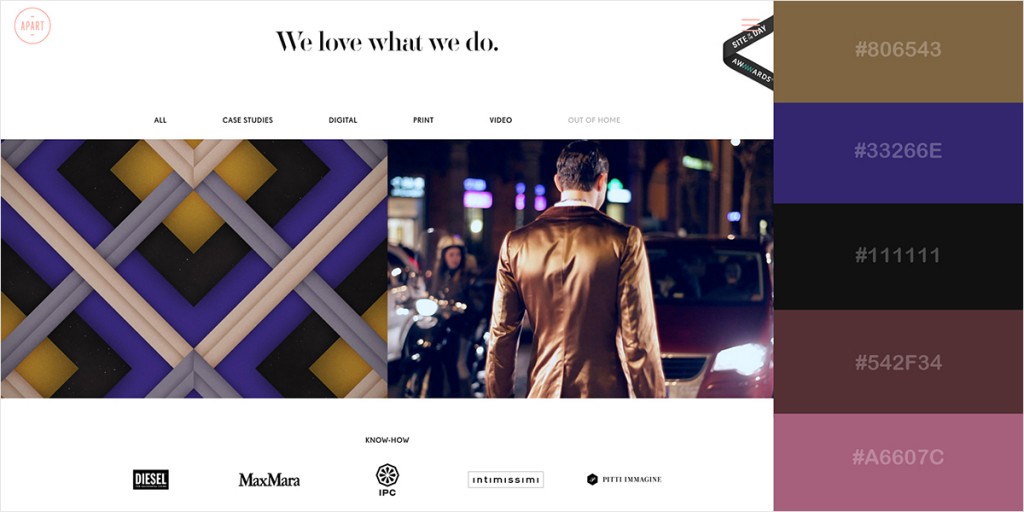 APART
We love what we do.
SITE OF THE DAY
AWWWARDS
ALL
CASE STUDIES
DIGITAL
PRINT
VIDEO
OUT OF HOME
KNOW-HOW
DIESEL
MaxMara
IPC
intimissimi
PITTI IMMAGINE
#806543
#33266E
#111111
#542F34
#A6607C